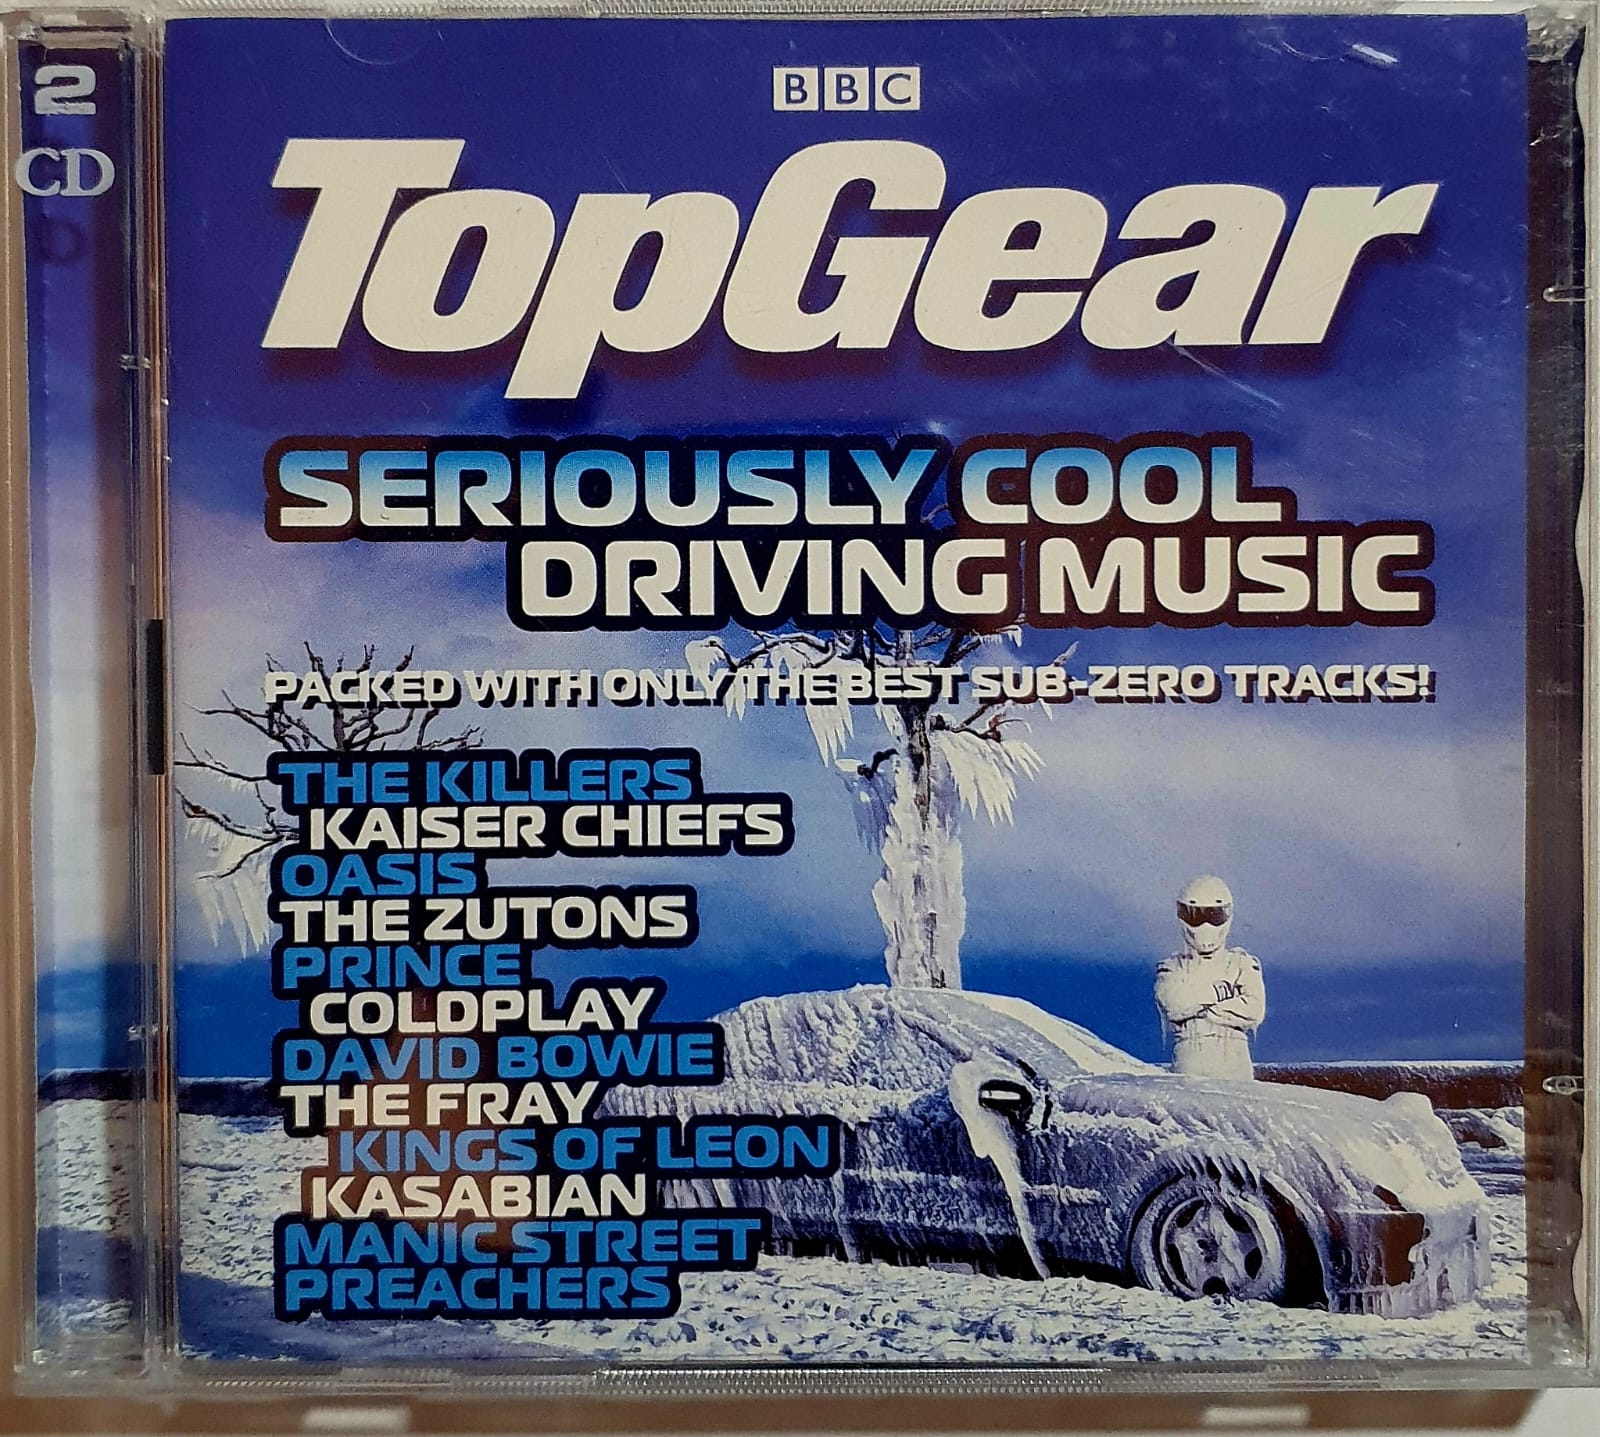 2
CD
BBC
TopGear
SERIOUSLY COOL
DRIVING MUSIC
PACKED WITH ONLY THE BEST SUB-ZERO TRACKS!
THE KILLERS
KAISER CHIEFS
OASIS
THE ZUTONS
PRINCE
COLDPLAY
DAVID BOWIE
THE FRAY
KINGS OF LEON
KASABIAN
MANIC STREET
PREACHERS